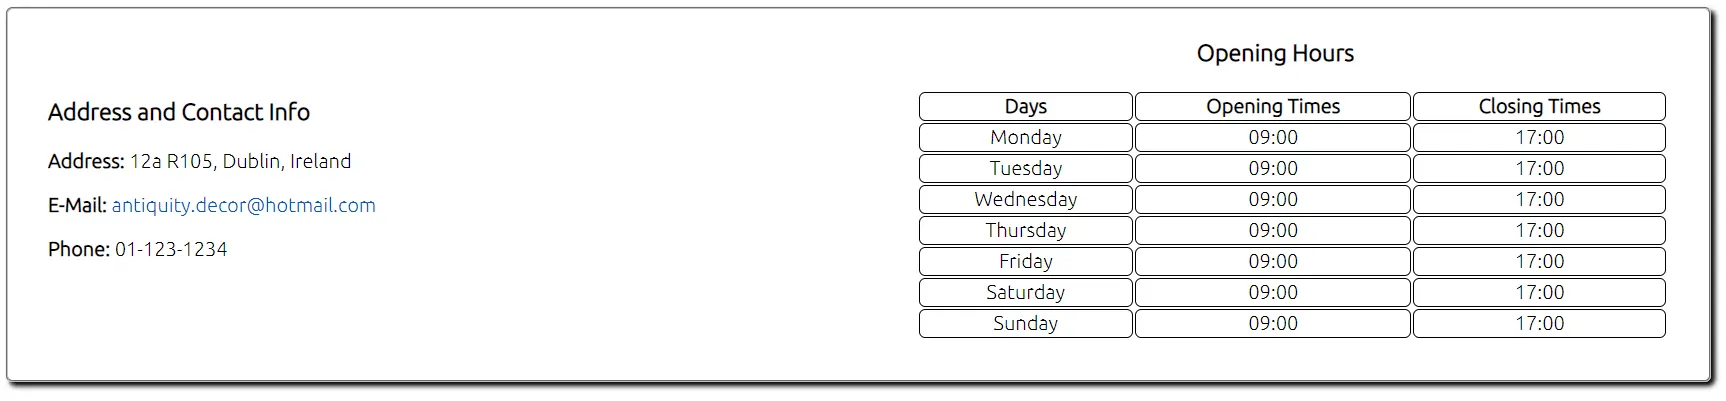 Address and Contact Info
Address: 12a R105, Dublin, Ireland
E-Mail: antiquity.decor@hotmail.com
Phone: 01-123-1234
Opening Hours
Days Opening Times Closing Times
Monday 09:00 17:00
Tuesday 09:00 17:00
Wednesday 09:00 17:00
Thursday 09:00 17:00
Friday 09:00 17:00
Saturday 09:00 17:00
Sunday 09:00 17:00